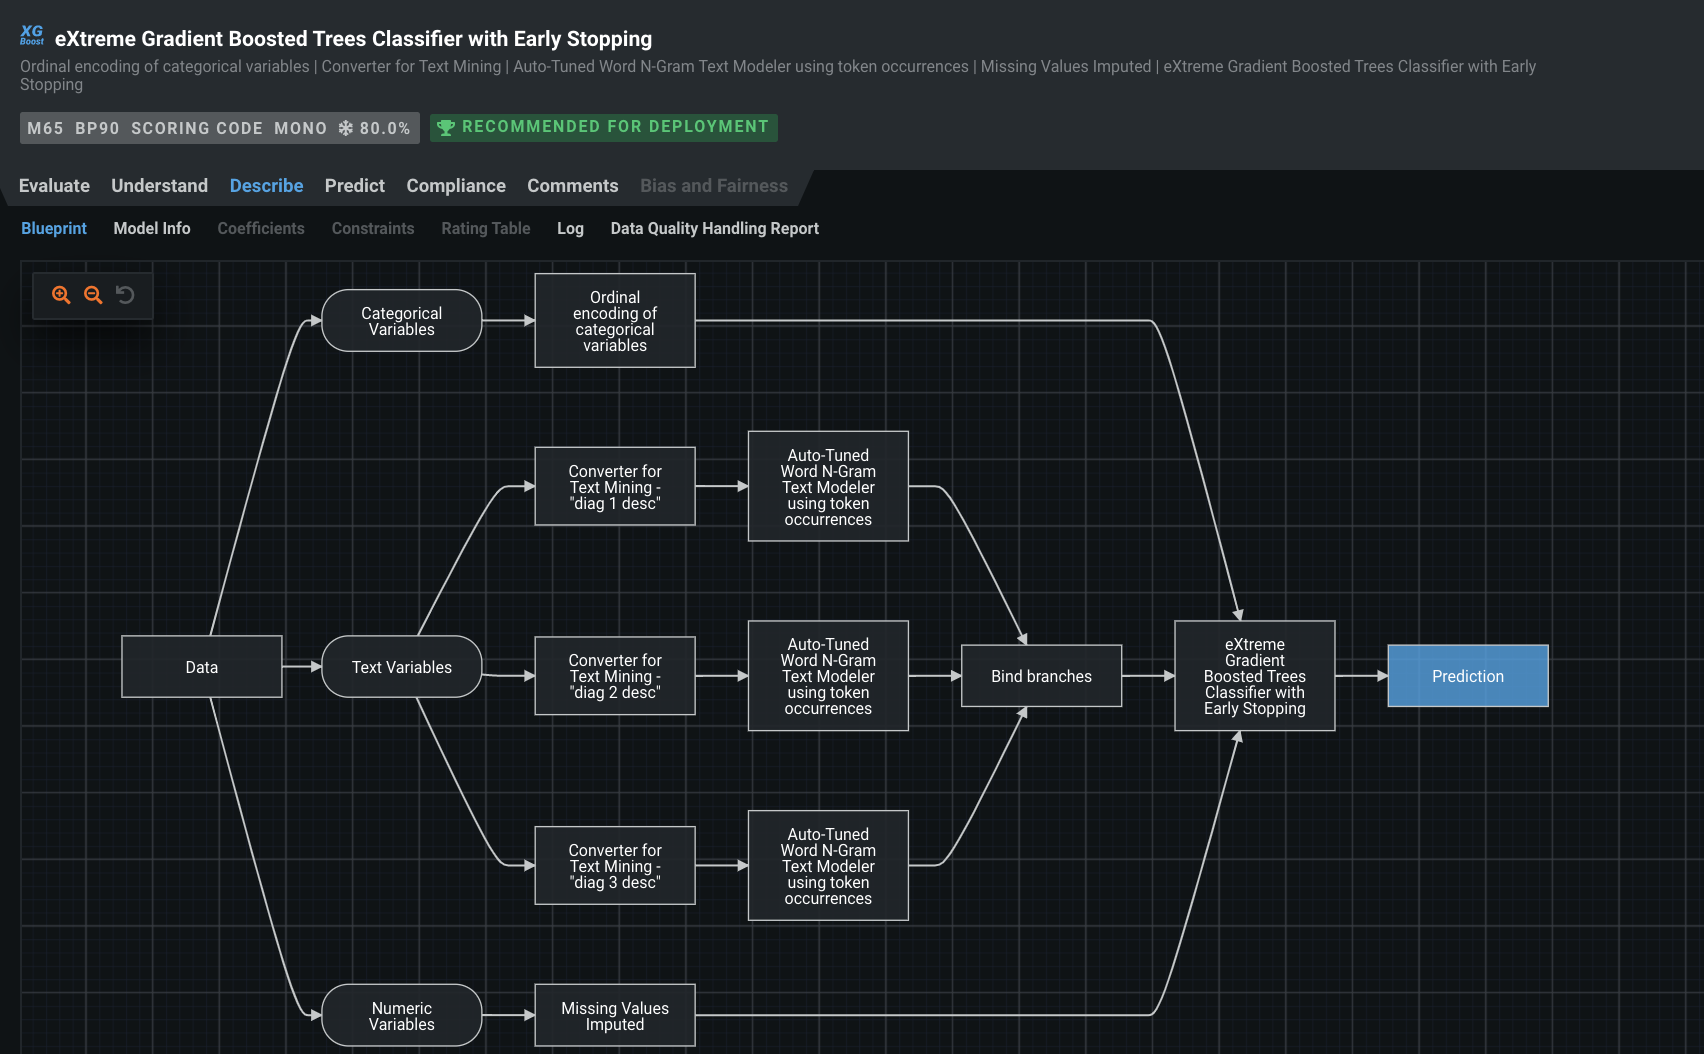 XG
Boost
eXtreme Gradient Boosted Trees Classifier with Early Stopping
Ordinal encoding of categorical variables | Converter for Text Mining | Auto-Tuned Word N-Gram Text Modeler using token occurrences | Missing Values Imputed | eXtreme Gradient Boosted Trees Classifier with Early
Stopping
M65 BP90 SCORING CODE MONO 80.0%
RECOMMENDED FOR DEPLOYMENT
Evaluate Understand Describe Predict Compliance Comments Bias and Fairness
Blueprint Model Info Coefficients Constraints Rating Table Log Data Quality Handling Report
Categorical
Variables
Ordinal
encoding of
categorical
variables
Converter for
Text Mining -
"diag 1 desc"
Auto-Tuned
Word N-Gram
Text Modeler
using token
occurrences
Data
Text Variables
Converter for
Text Mining -
"diag 2 desc"
Auto-Tuned
Word N-Gram
Text Modeler
using token
occurrences
Bind branches
eXtreme
Gradient
Boosted Trees
Classifier with
Early Stopping
Prediction
Converter for
Text Mining -
"diag 3 desc"
Auto-Tuned
Word N-Gram
Text Modeler
using token
occurrences
Numeric
Variables
Missing Values
Imputed